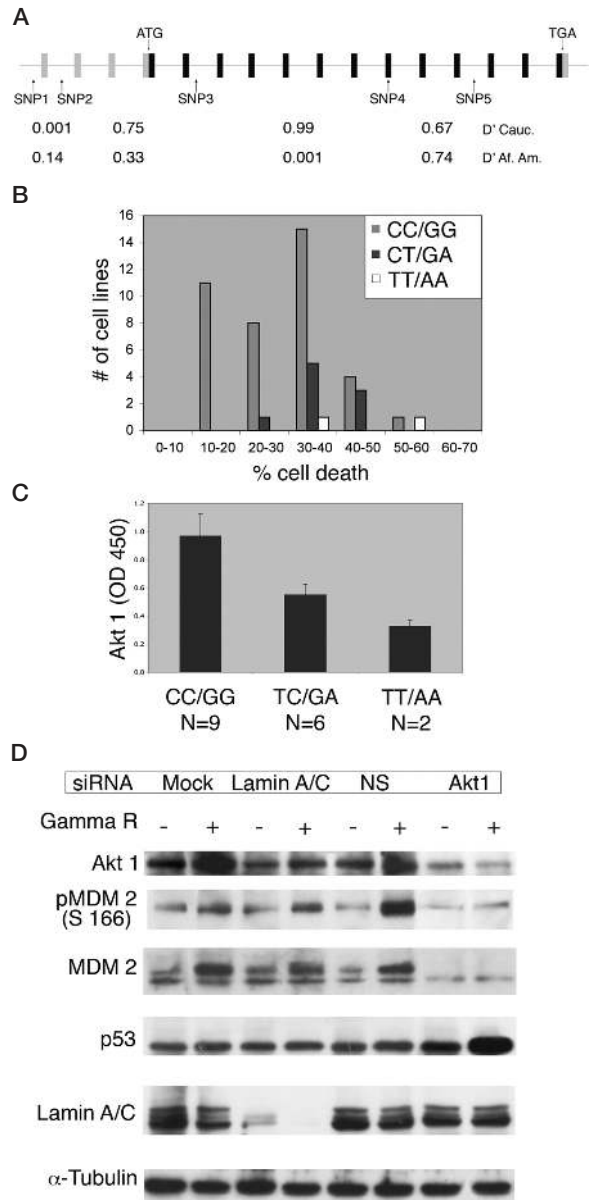 A
ATG
TGA
SNP1
SNP2
SNP3
SNP4
SNP5
0.001 0.75 0.99 0.67 D' Cauc.
0.14 0.33 0.001 0.74 D' Af. Am.
B
16
14
12
10
8
6
4
2
0
# of cell lines
CC/GG
CT/GA
TT/AA
0-10 10-20 20-30 30-40 40-50 50-60 60-70
% cell death
C
1.2
1.0
0.8
0.6
0.4
0.2
0.0
Akt 1 (OD 450)
CC/GG TC/GA TT/AA
N=9 N=6 N=2
D
siRNA Mock Lamin A/C NS Akt1
Gamma R - + - + - + - +
Akt 1
pMDM 2
(S 166)
MDM 2
p53
Lamin A/C
α-Tubulin